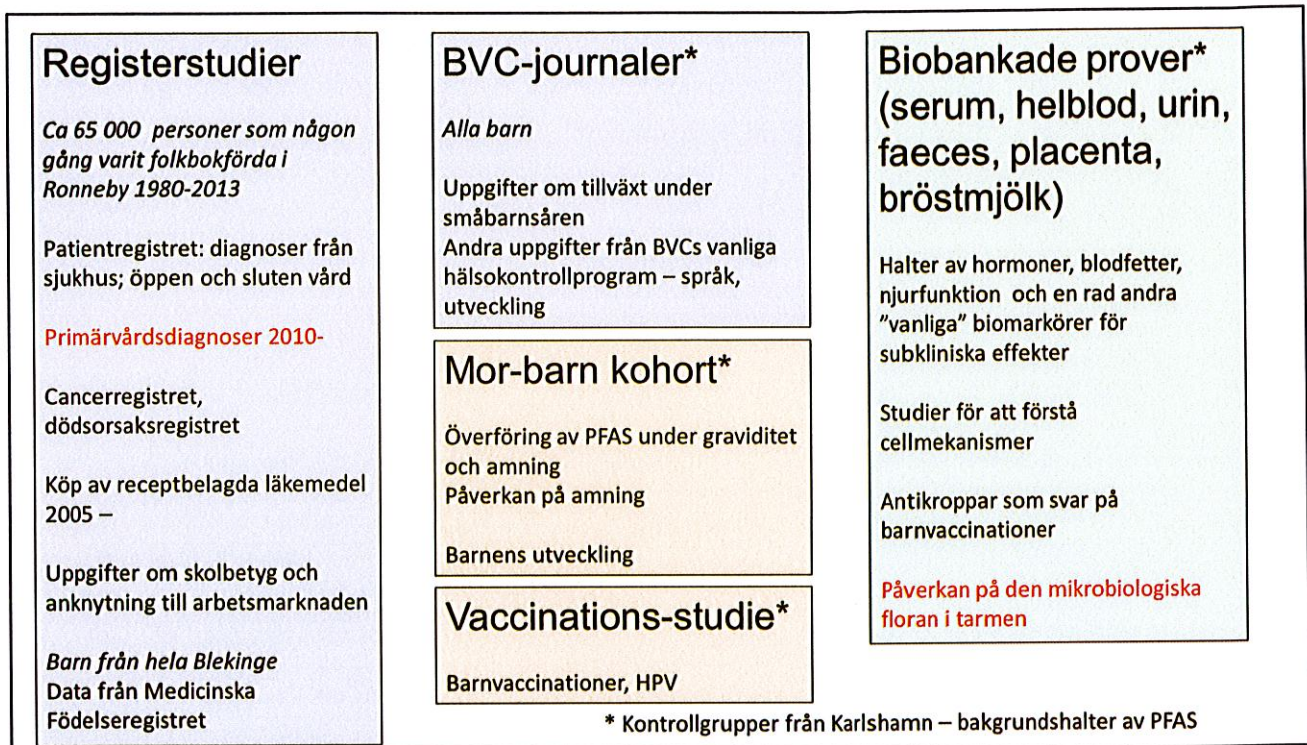 Registerstudier
Ca 65 000 personer som någon
gång varit folkbokförda i
Ronneby 1980-2013
Patientregistret: diagnoser från
sjukhus; öppen och sluten vård
Primärvårdsdiagnoser 2010-
Cancerregistret,
dödsorsaksregistret
Köp av receptbelagda läkemedel
2005 –
Uppgifter om skolbetyg och
anknytning till arbetsmarknaden
Barn från hela Blekinge
Data från Medicinska
Födelseregistret
BVC-journaler*
Alla barn
Uppgifter om tillväxt under
småbarnsåren
Andra uppgifter från BVCs vanliga
hälsokontrollprogram – språk,
utveckling
Mor-barn kohort*
Överföring av PFAS under graviditet
och amning
Påverkan på amning
Barnens utveckling
Vaccinations-studie*
Barnvaccinationer, HPV
Biobankade prover*
(serum, helblod, urin,
faeces, placenta,
bröstmjölk)
Halter av hormoner, blodfetter,
njurfunktion och en rad andra
”vanliga” biomarkörer för
subkliniska effekter
Studier för att förstå
cellmekanismer
Antikroppar som svar på
barnvaccinationer
Påverkan på den mikrobiologiska
floran i tarmen
* Kontrollgrupper från Karlshamn – bakgrundshalter av PFAS